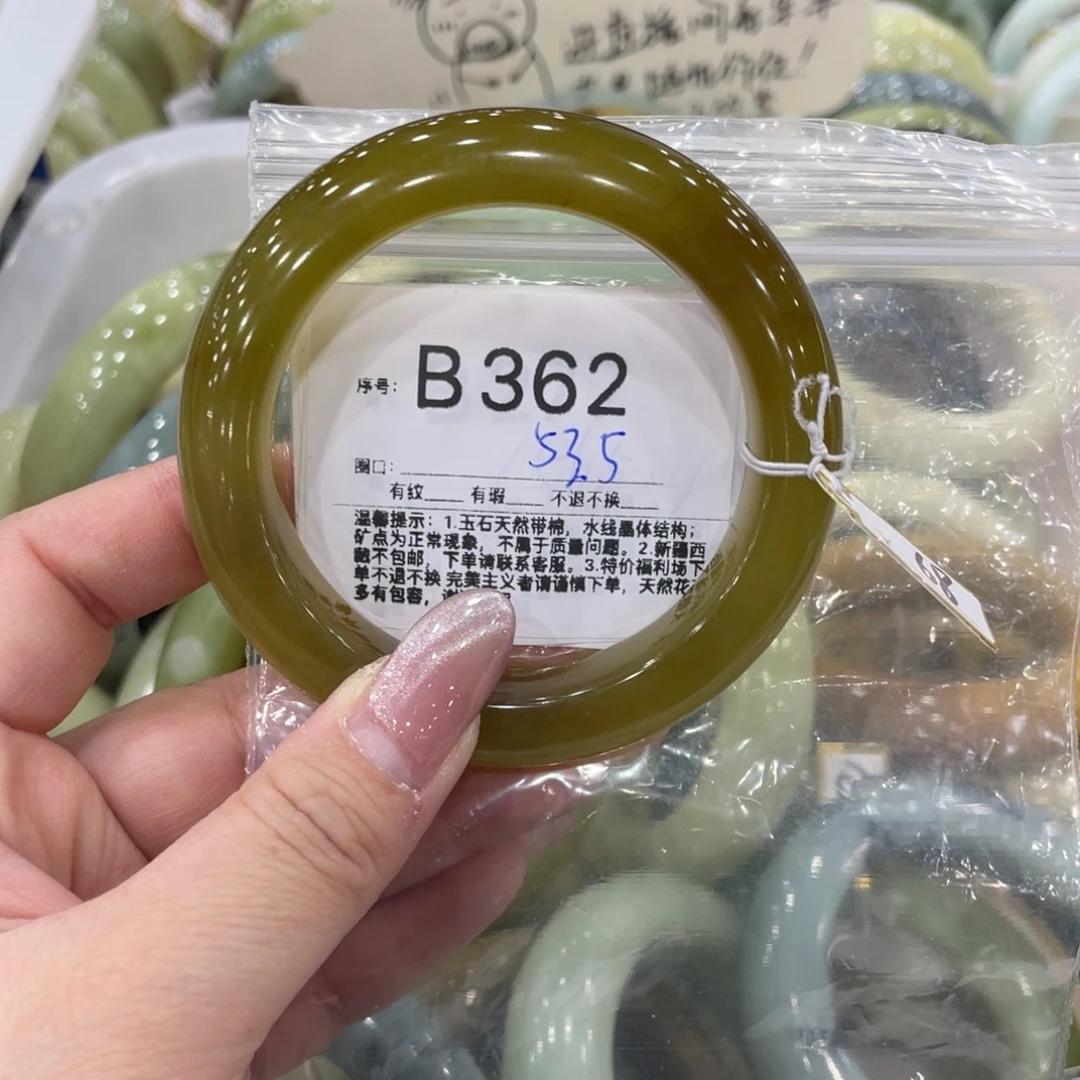 序号: B362
53.5
圈口:
有纹____ 有瑕____ 不退不换____
温馨提示: 1.玉石天然带棉, 水线晶体结构;
矿点为正常现象, 不属于质量问题。2.新疆西
藏不包邮, 下单请联系客服。3.特价福利场下
单不退不换 完美主义者请谨慎下单, 天然花
多有包容,